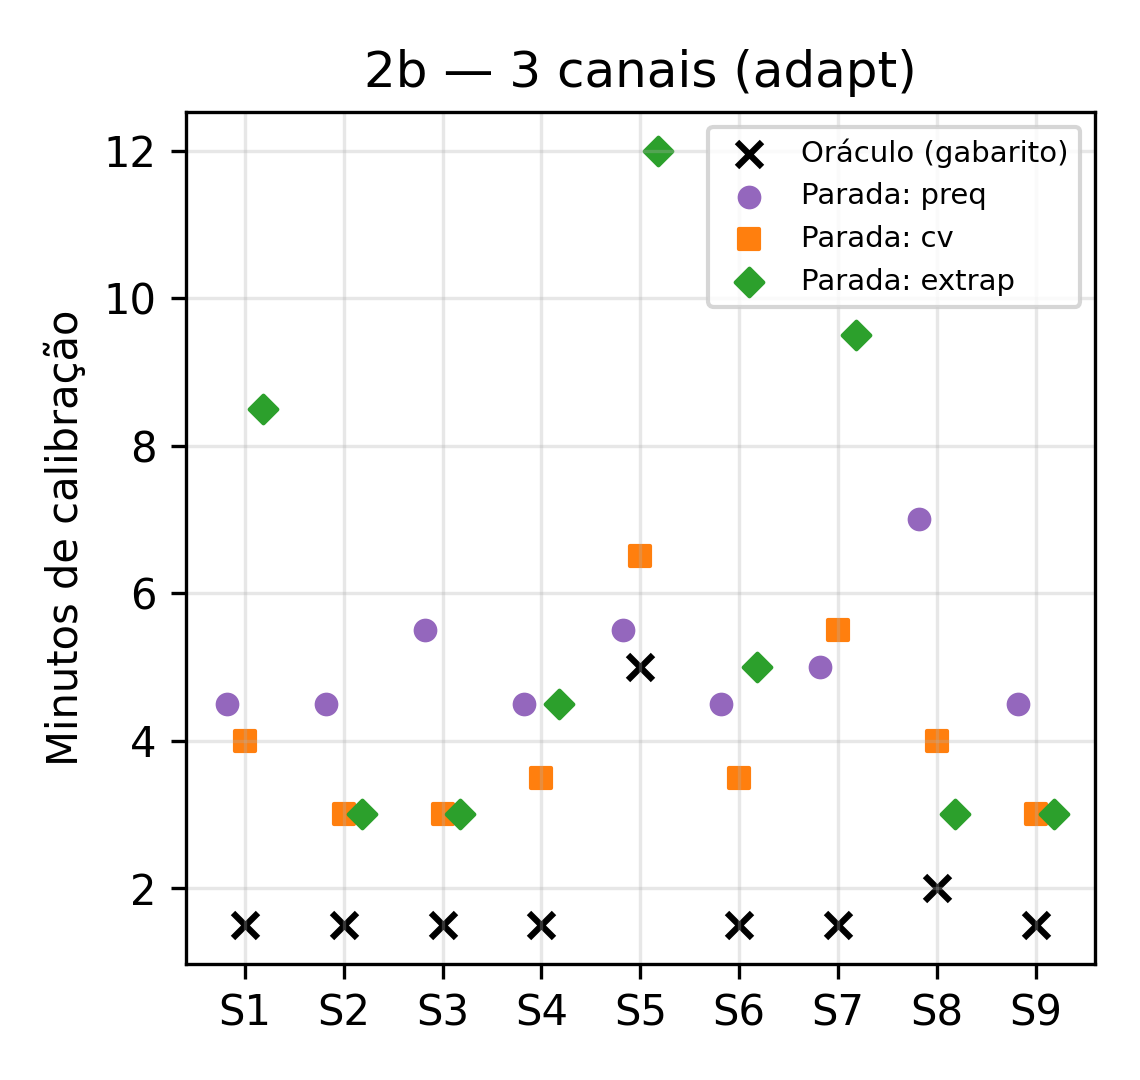 2b — 3 canais (adapt)
Oráculo (gabarito)
Parada: preq
Parada: cv
Parada: extrap
Minutos de calibração
12
10
8
6
4
2
S1 S2 S3 S4 S5 S6 S7 S8 S9